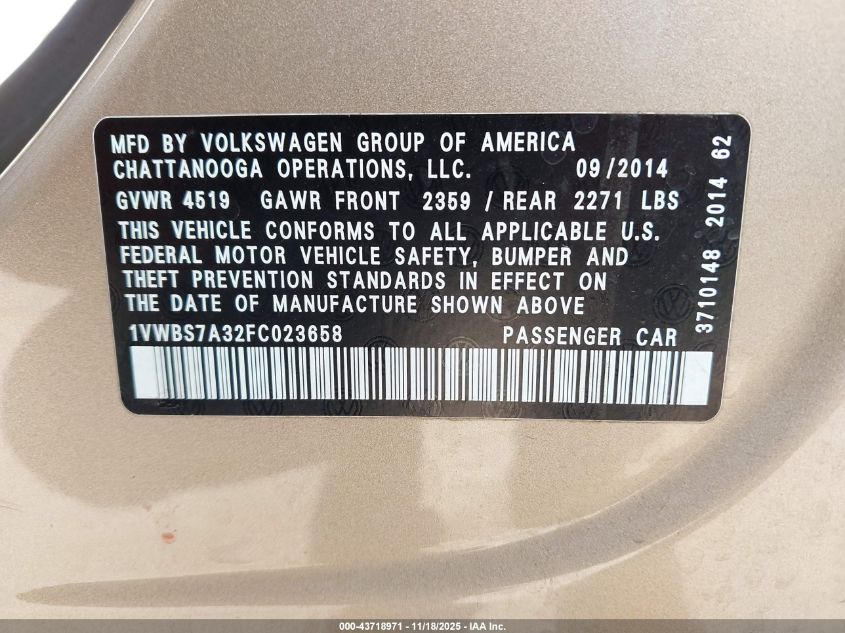 MFD BY VOLKSWAGEN GROUP OF AMERICA
CHATTANOOGA OPERATIONS, LLC. 09/2014
GVWR 4519 GAWR FRONT 2359 / REAR 2271 LBS
THIS VEHICLE CONFORMS TO ALL APPLICABLE U.S.
FEDERAL MOTOR VEHICLE SAFETY, BUMPER AND
THEFT PREVENTION STANDARDS IN EFFECT ON
THE DATE OF MANUFACTURE SHOWN ABOVE
1VWBS7A32FC023658 PASSENGER CAR
3710148 2014 62
000-43718971 - 11/18/2025 - IAA Inc.